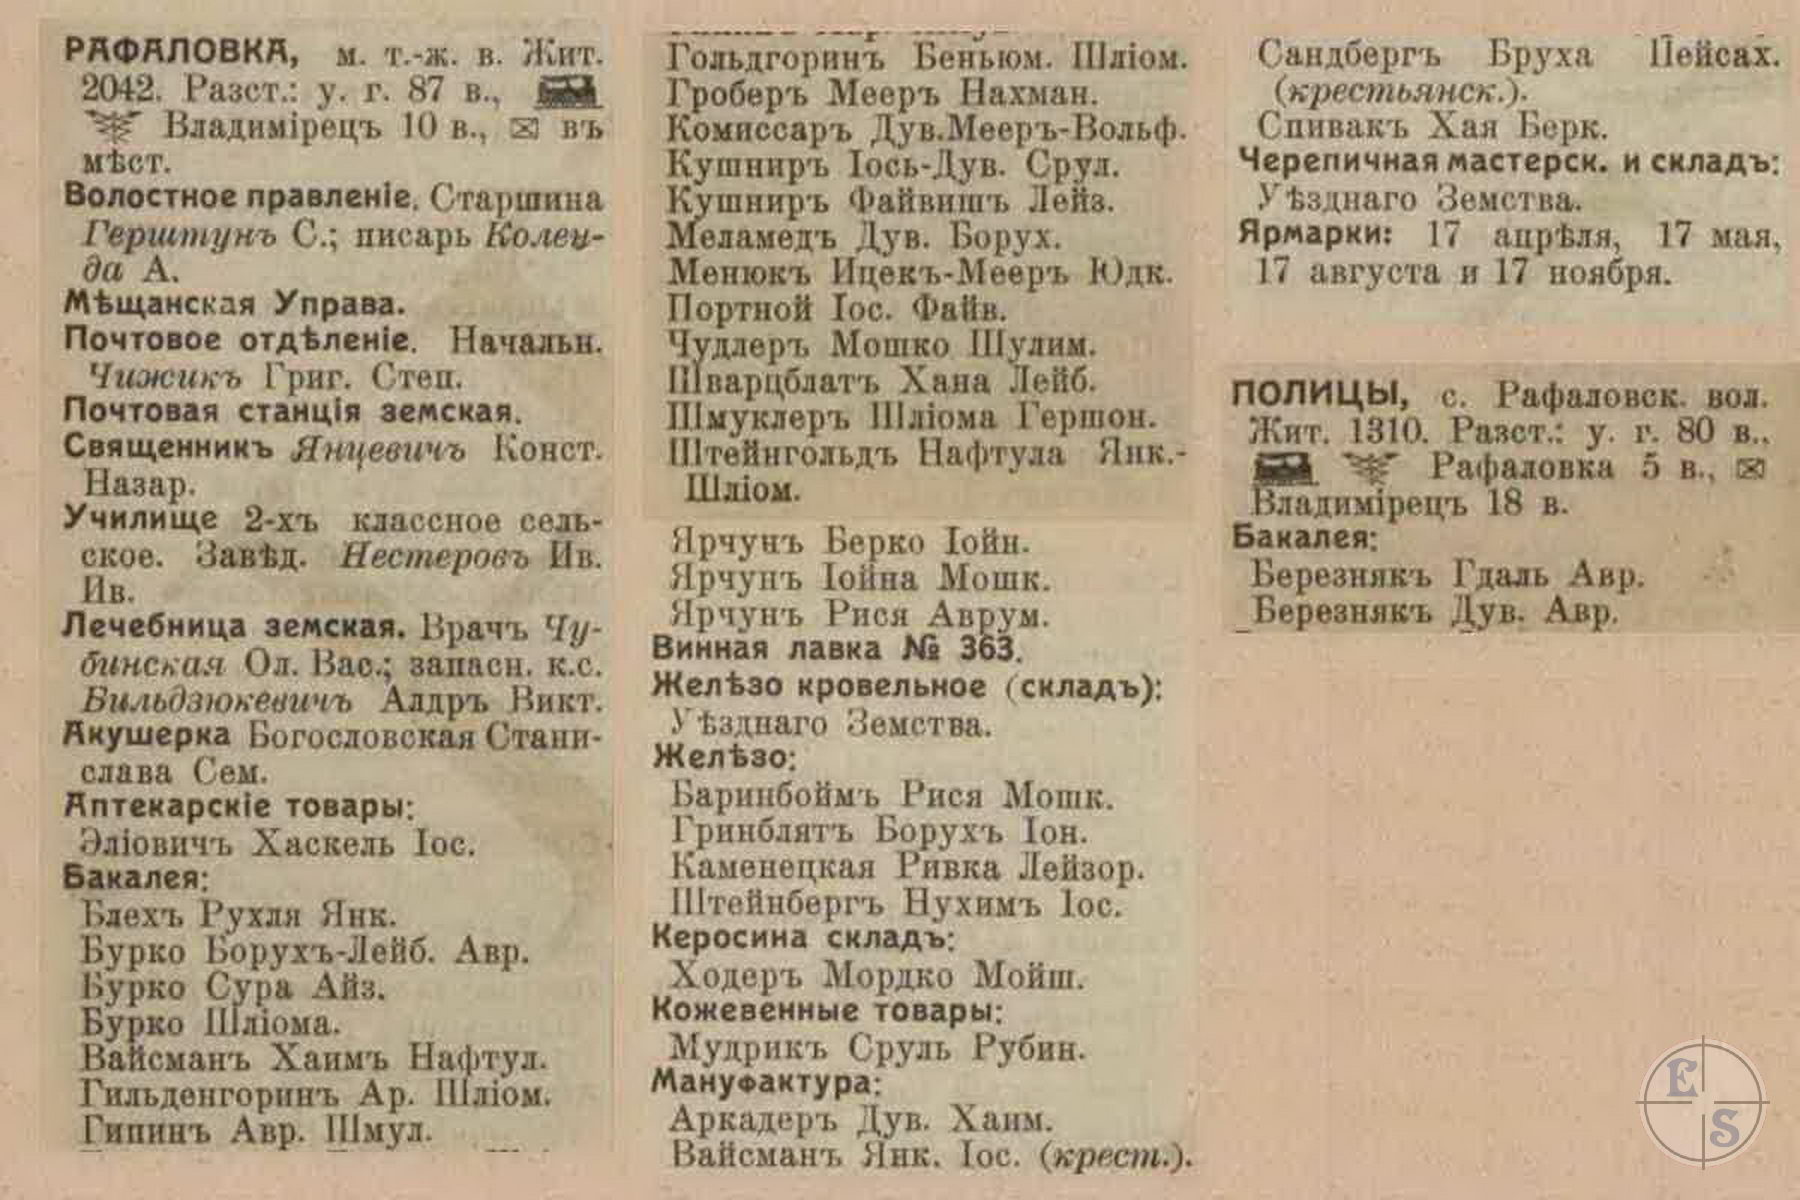 РАФАЛОВКА, м. т.-ж. в. Жит.
2042. Разст.: у. г. 87 в.,
Владимірецъ 10 в., въ
мѣст.
Волостное правленіе. Старшина
Герштунъ С.; писарь Колен-
да А.
Мѣщанская Управа.
Почтовое отдѣленіе. Начальн.
Чижикъ Григ. Степ.
Почтовая станція земская.
Священникъ Янцевичъ Конст.
Назар.
Училище 2-хъ классное сель-
ское. Завѣд. Нестеровъ Ив.
Ив.
Лечебница земская. Врачъ Чу-
бинская Ол. Вас.; запасн. к.с.
Бильдзюкевичъ Алдръ Викт.
Акушерка Богословская Стани-
слава Сем.
Аптекарскіе товары:
Эліовичъ Хаскель Іос.
Бакалея:
Блехъ Рухля Янк.
Бурко Борухъ-Лейб. Авр.
Бурко Сура Айз.
Бурко Шліома.
Вайсманъ Хаимъ Нафтул.
Гильденгоринъ Ар. Шліом.
Гипинъ Авр. Шмул.
Гольдгоринъ Беньюм. Шліом.
Гроберъ Мееръ Нахман.
Комиссаръ Дув.Мееръ-Вольф.
Кушниръ Іось-Дув. Срул.
Кушниръ Файвишъ Лейз.
Меламедъ Дув. Борух.
Менюкъ Ицекъ-Мееръ Юдк.
Портной Іос. Файв.
Чудлеръ Мошко Шулим.
Шварцблатъ Хана Лейб.
Шмуклеръ Шліома Гершон.
Штейнгольдъ Нафтула Янк.-
Шліом.
Ярчунъ Берко Іойн.
Ярчунъ Іойна Мошк.
Ярчунъ Рися Аврум.
Винная лавка № 363.
Желѣзо кровельное (складъ):
Уѣзднаго Земства.
Желѣзо:
Баринбоймъ Рися Мошк.
Гринблятъ Борухъ Іон.
Каменецкая Ривка Лейзор.
Штейнбергъ Нухимъ Іос.
Керосина складъ:
Ходеръ Мордко Мойш.
Кожевенные товары:
Мудрикъ Сруль Рубин.
Мануфактура:
Аркадеръ Дув. Хаим.
Вайсманъ Янк. Іос. (крест.).
Сандбергъ Бруха Пейсах.
(крестьянск.).
Спивакъ Хая Берк.
Черепичная мастерск. и складъ:
Уѣзднаго Земства.
Ярмарки: 17 апрѣля, 17 мая,
17 августа и 17 ноября.
ПОЛИЦЫ, с. Рафаловск. вол.
Жит. 1310. Разст.: у. г. 80 в.,
Рафаловка 5 в.,
Владимірецъ 18 в.
Бакалея:
Березнякъ Гдаль Авр.
Березнякъ Дув. Авр.
E S